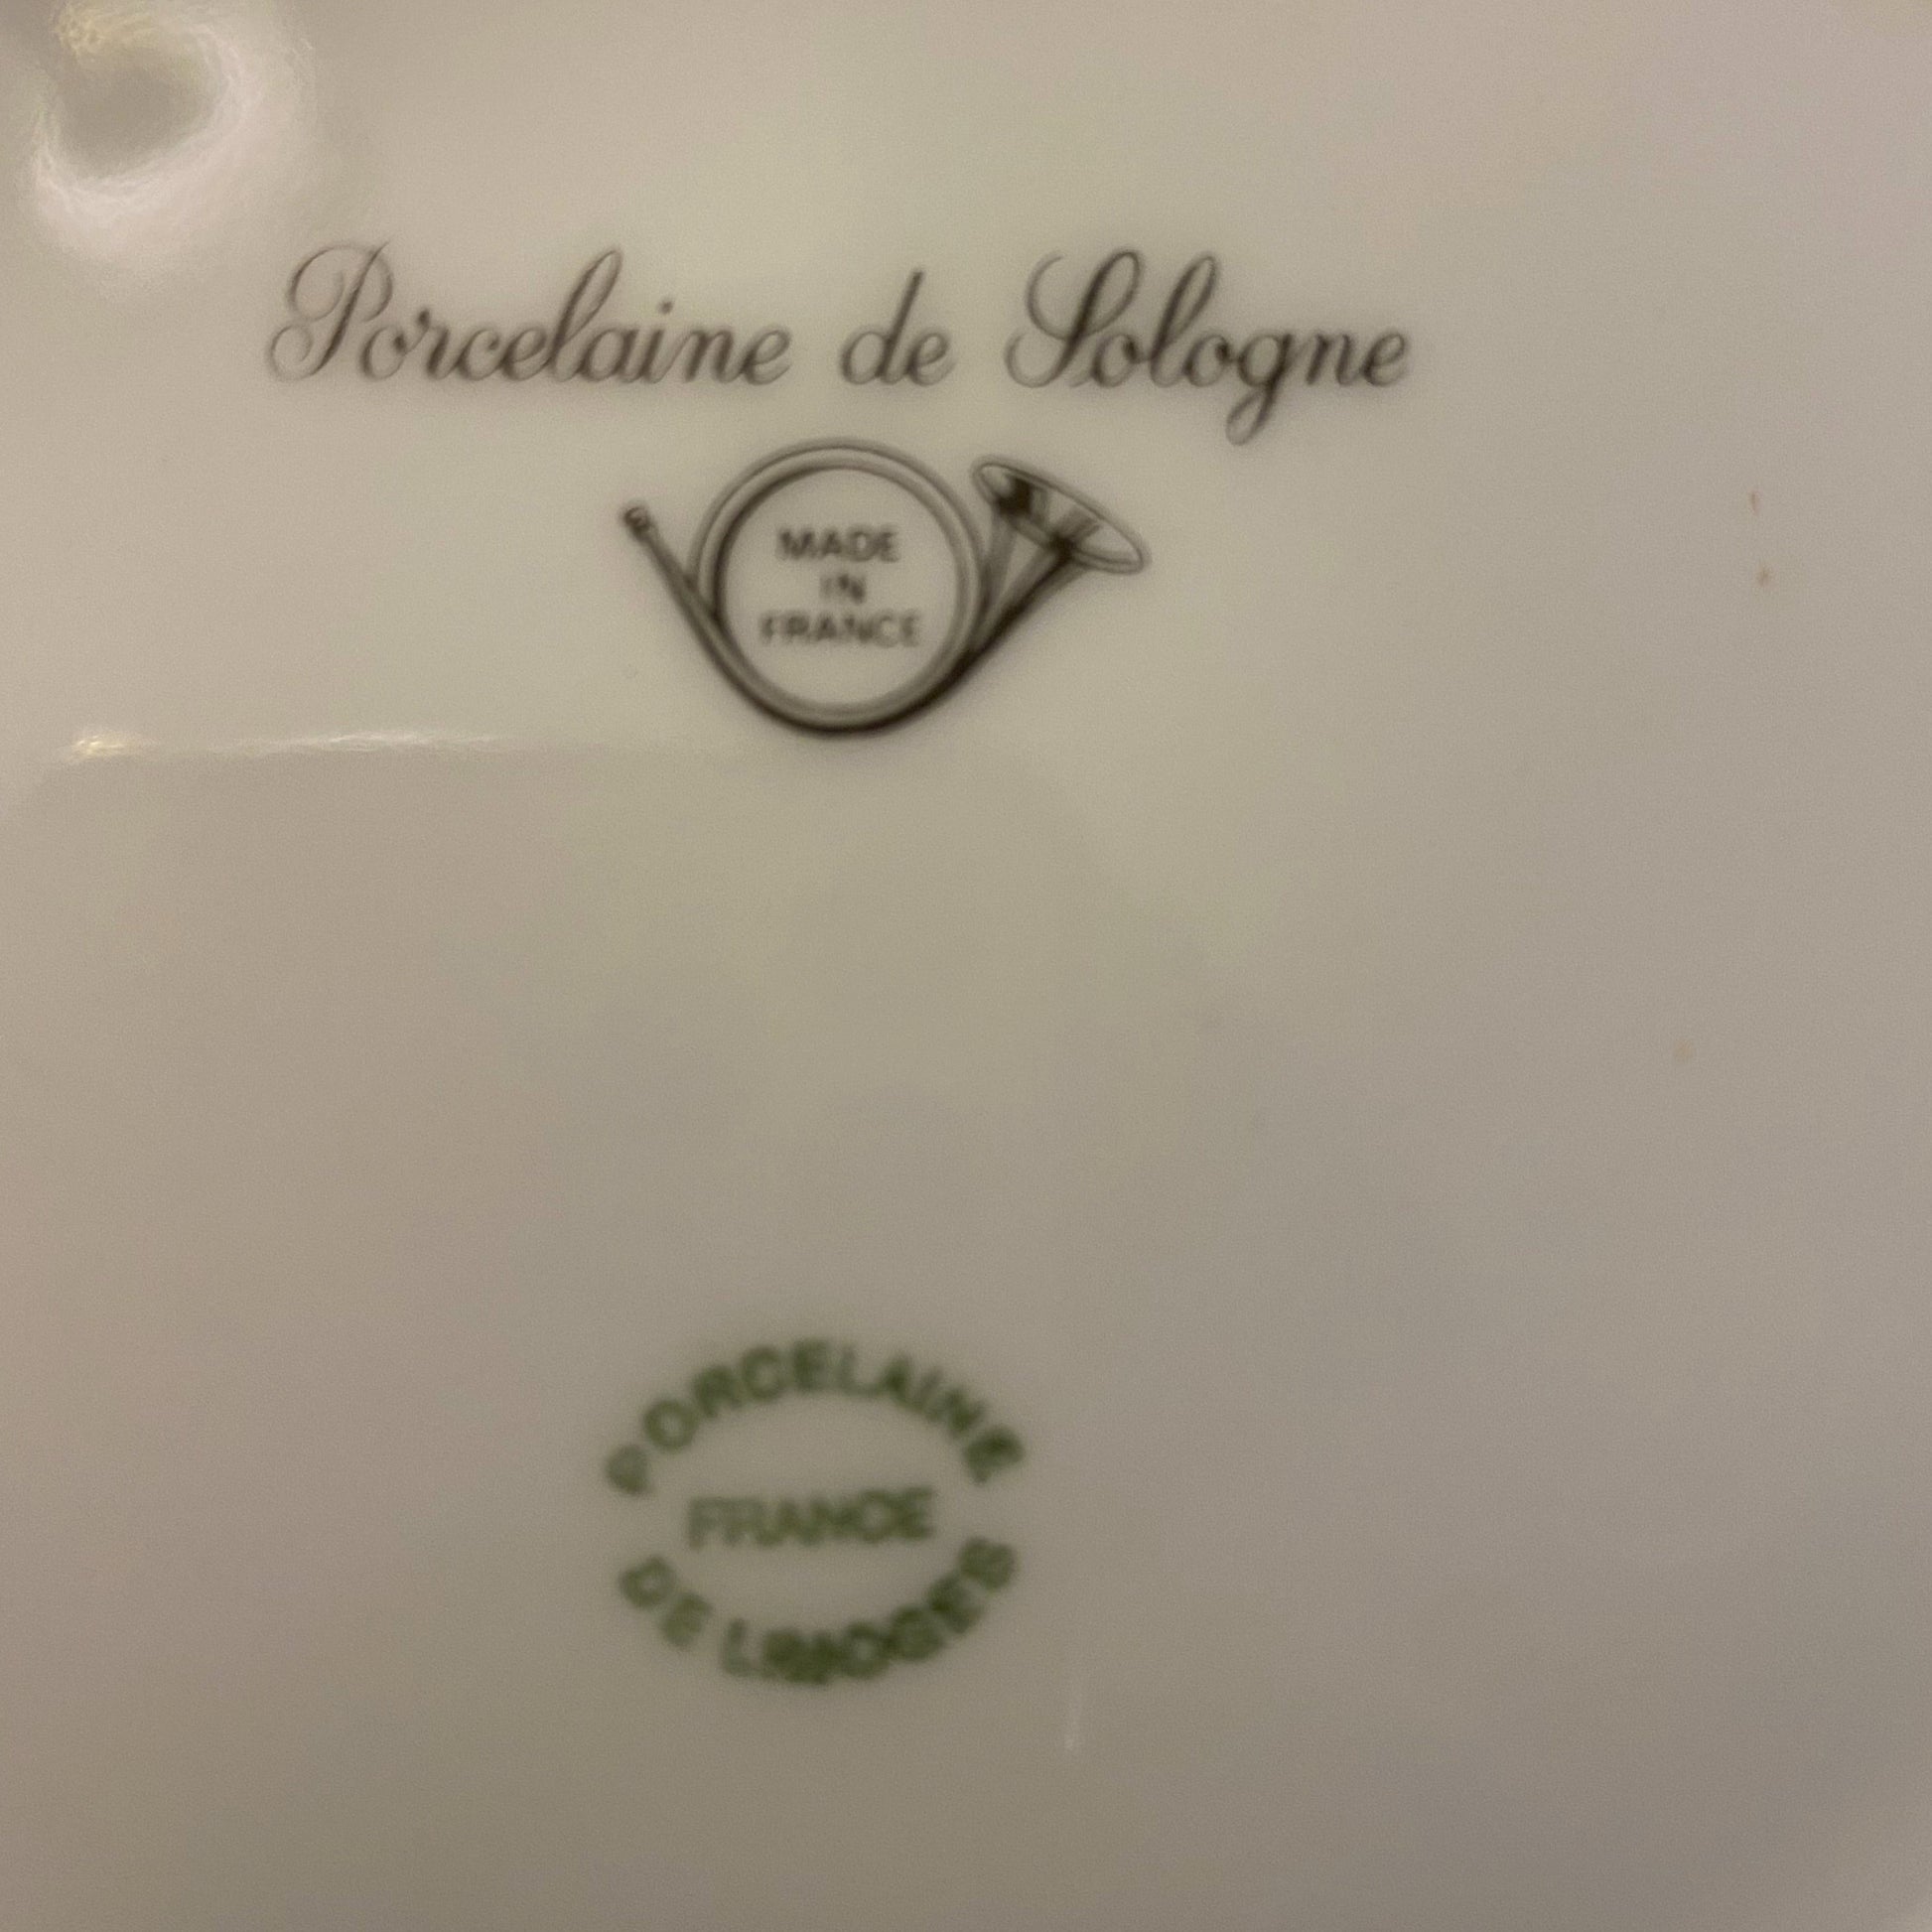 Porcelaine de Sologne
MADE
IN
FRANCE
PORCELAINE
FRANCE
DE LIMOGES